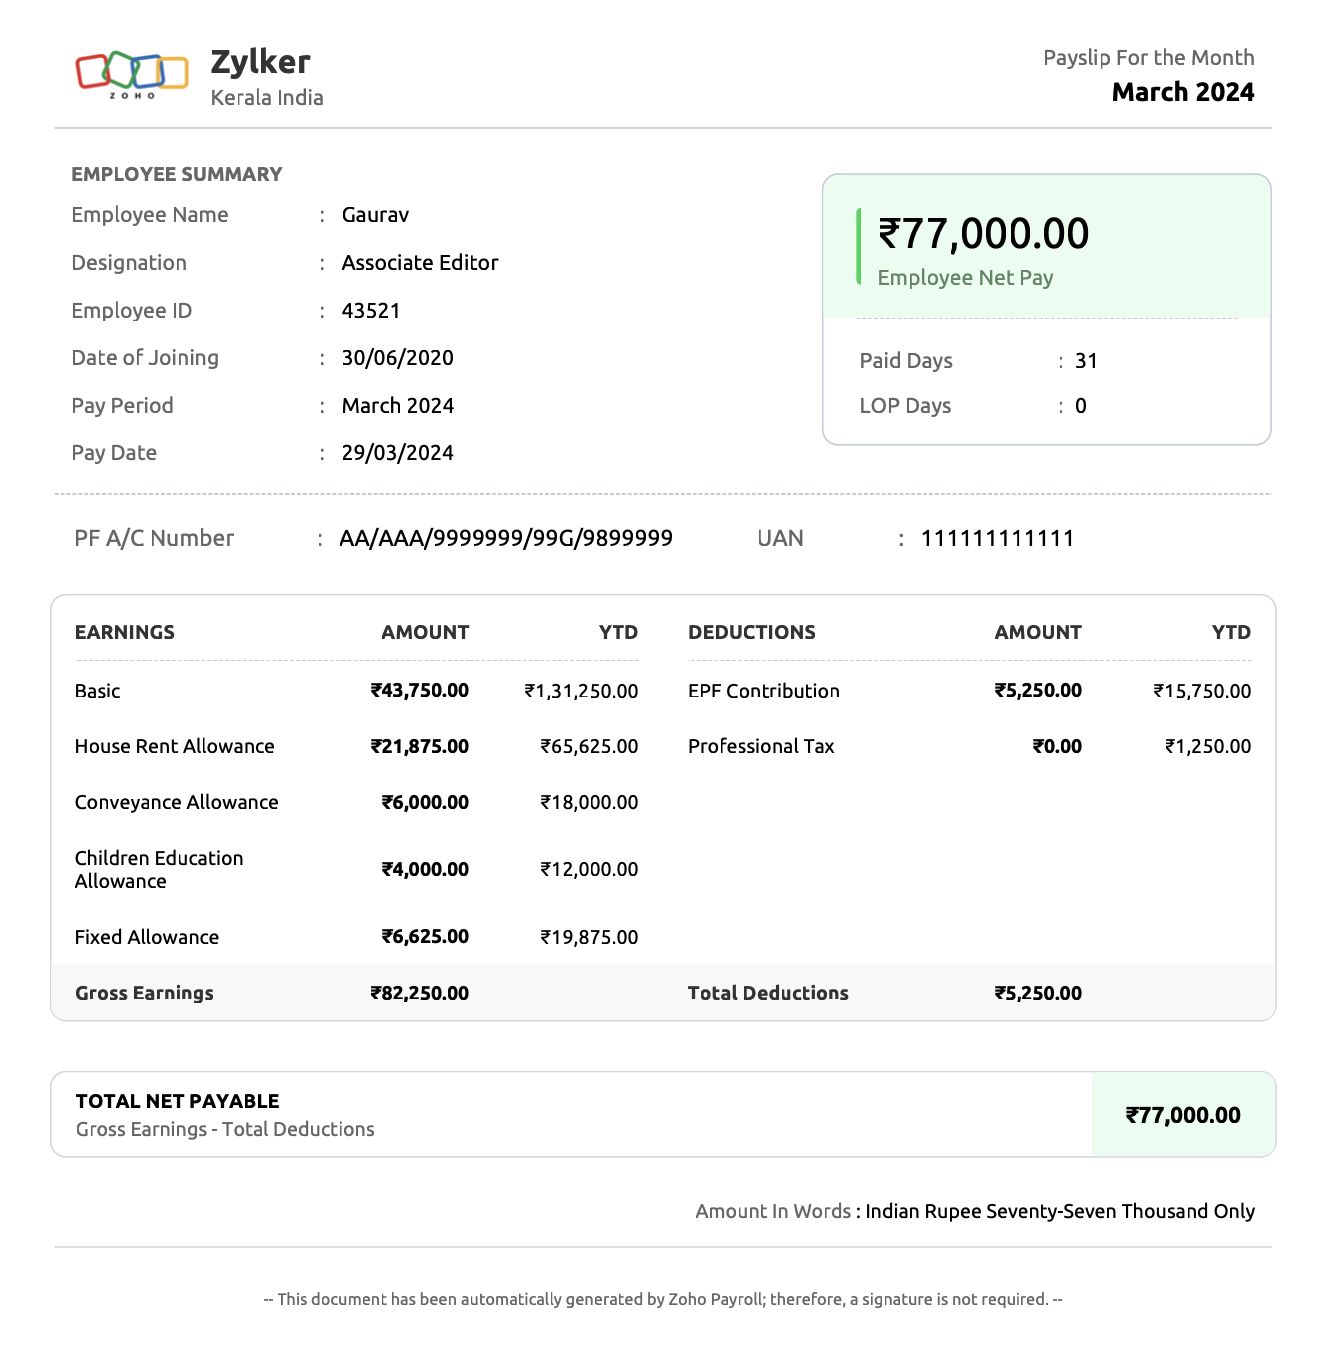 ZOHO
Zylker
Kerala India
Payslip For the Month
March 2024
EMPLOYEE SUMMARY
Employee Name : Gaurav
Designation : Associate Editor
Employee ID : 43521
Date of Joining : 30/06/2020
Pay Period : March 2024
Pay Date : 29/03/2024
₹77,000.00
Employee Net Pay
Paid Days : 31
LOP Days : 0
PF A/C Number : AA/AAA/9999999/99G/9899999 UAN : 111111111111
EARNINGS AMOUNT YTD DEDUCTIONS AMOUNT YTD
Basic ₹43,750.00 ₹1,31,250.00 EPF Contribution ₹5,250.00 ₹15,750.00
House Rent Allowance ₹21,875.00 ₹65,625.00 Professional Tax ₹0.00 ₹1,250.00
Conveyance Allowance ₹6,000.00 ₹18,000.00
Children Education
Allowance ₹4,000.00 ₹12,000.00
Fixed Allowance ₹6,625.00 ₹19,875.00
Gross Earnings ₹82,250.00 Total Deductions ₹5,250.00
TOTAL NET PAYABLE
Gross Earnings - Total Deductions
₹77,000.00
Amount In Words : Indian Rupee Seventy-Seven Thousand Only
-- This document has been automatically generated by Zoho Payroll; therefore, a signature is not required. --